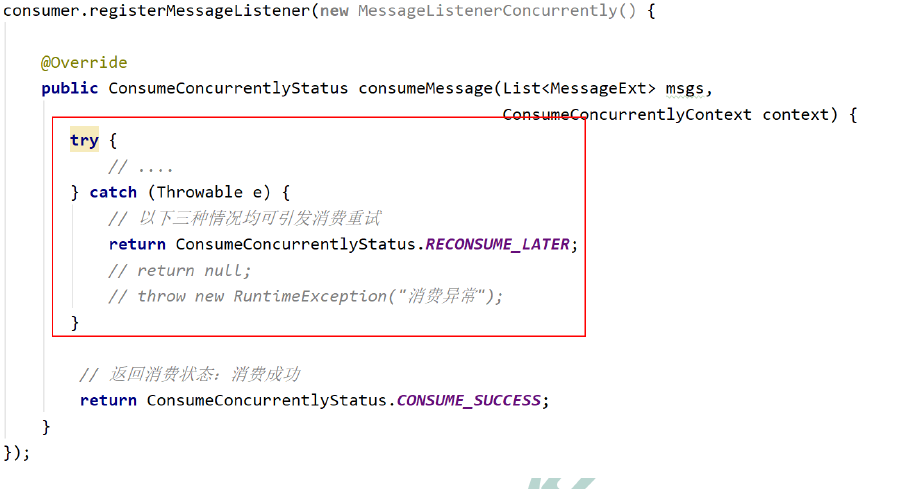 consumer.registerMessageListener(new MessageListenerConcurrently() {
@Override
public ConsumeConcurrentlyStatus consumeMessage(List<MessageExt> msgs,
ConsumeConcurrentlyContext context) {
try {
// ....
} catch (Throwable e) {
// 以下三种情况均可引发消费重试
return ConsumeConcurrentlyStatus.RECONSUME_LATER;
// return null;
// throw new RuntimeException("消费异常");
}
// 返回消费状态：消费成功
return ConsumeConcurrentlyStatus.CONSUME_SUCCESS;
}
});